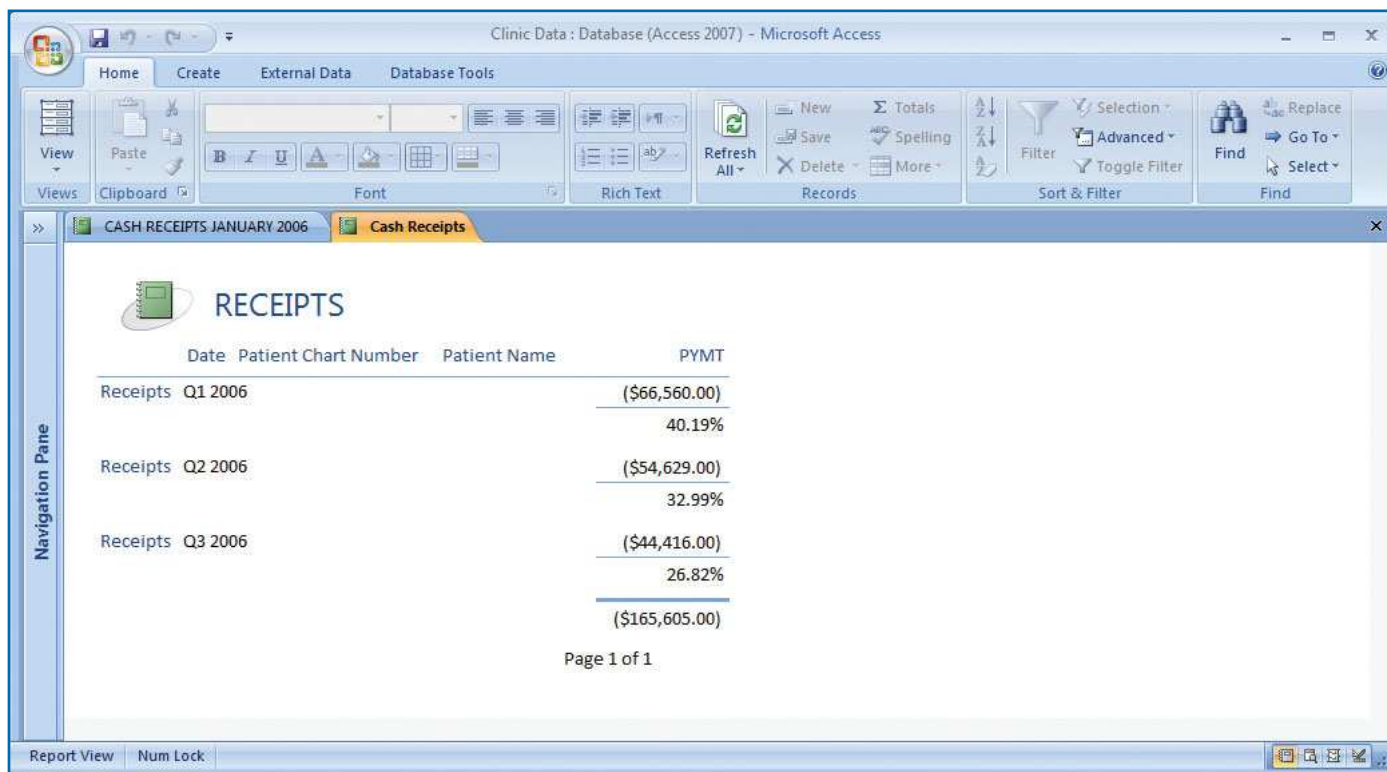 Clinic Data : Database (Access 2007) - Microsoft Access
Home Create External Data Database Tools
View
Views
Paste
Clipboard
B I U A
Font
ab
Rich Text
Refresh All
New
Save
Delete
Σ Totals
Spelling
More
Records
Filter
Selection
Advanced
Toggle Filter
Sort & Filter
Find
Replace
Go To
Select
Find
CASH RECEIPTS JANUARY 2006 Cash Receipts
Navigation Pane
RECEIPTS
Date Patient Chart Number Patient Name PYMT
Receipts Q1 2006 ($66,560.00)
40.19%
Receipts Q2 2006 ($54,629.00)
32.99%
Receipts Q3 2006 ($44,416.00)
26.82%
($165,605.00)
Page 1 of 1
Report View Num Lock